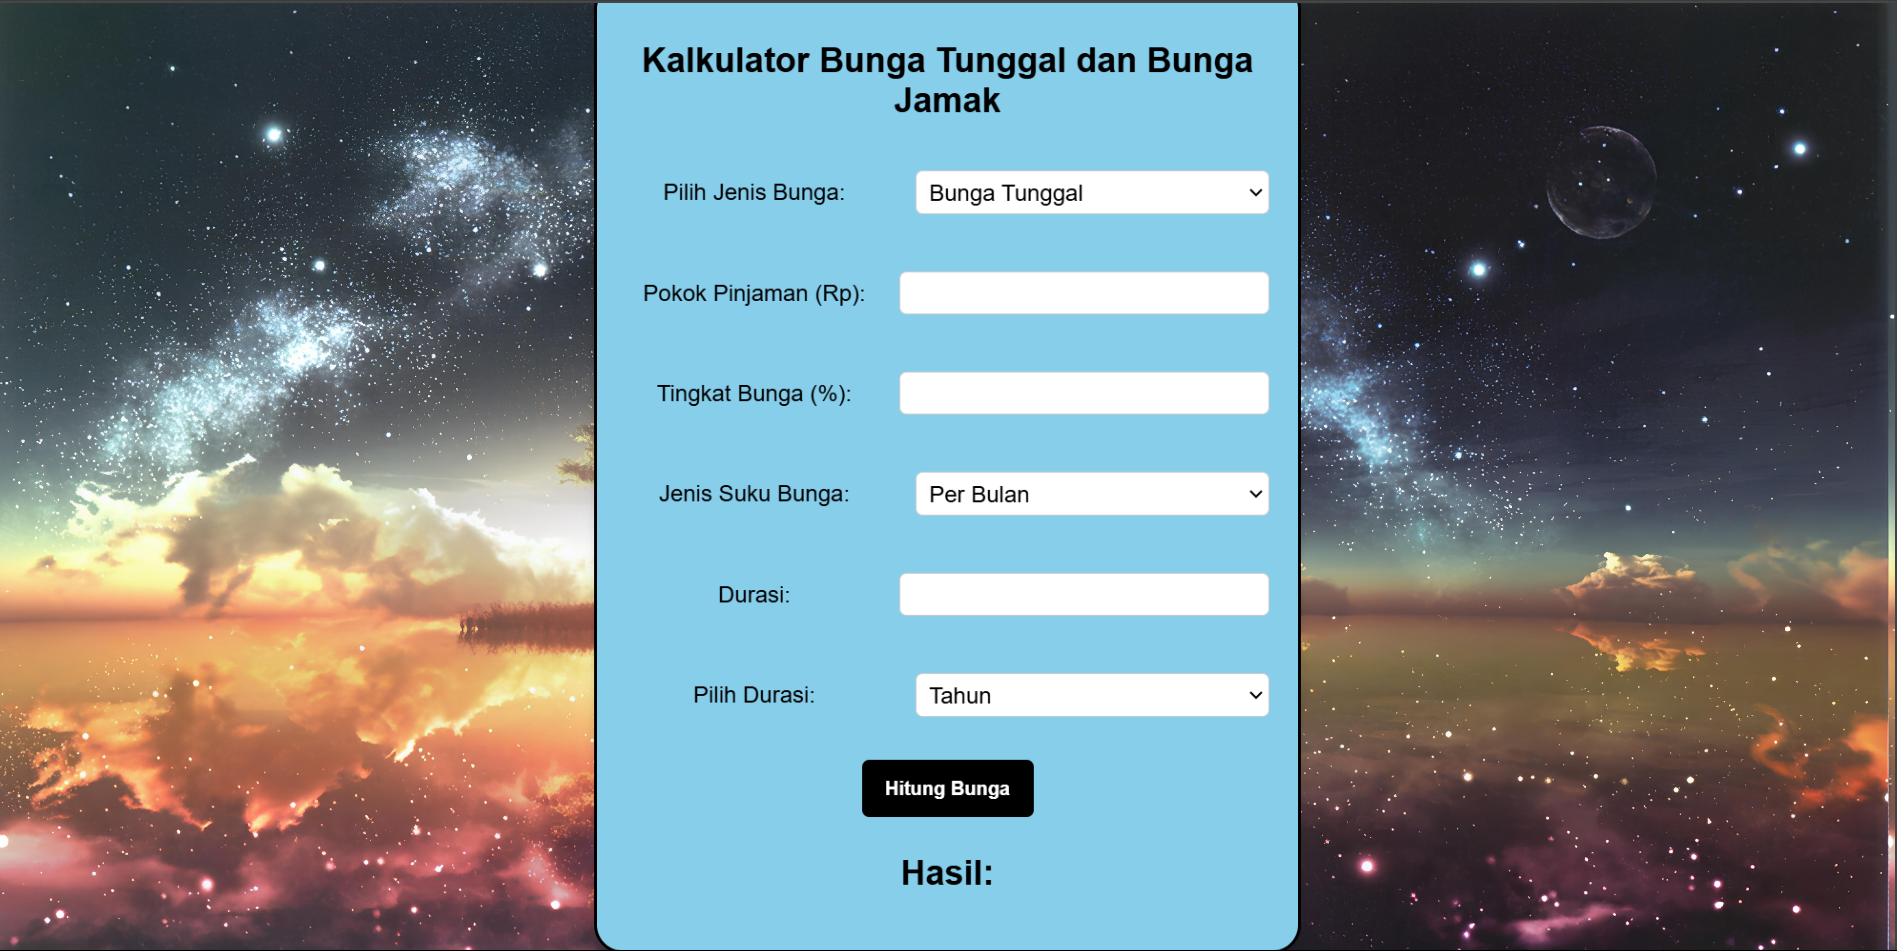 Kalkulator Bunga Tunggal dan Bunga
Jamak
Pilih Jenis Bunga: Bunga Tunggal
Pokok Pinjaman (Rp):
Tingkat Bunga (%):
Jenis Suku Bunga: Per Bulan
Durasi:
Pilih Durasi: Tahun
Hitung Bunga
Hasil: